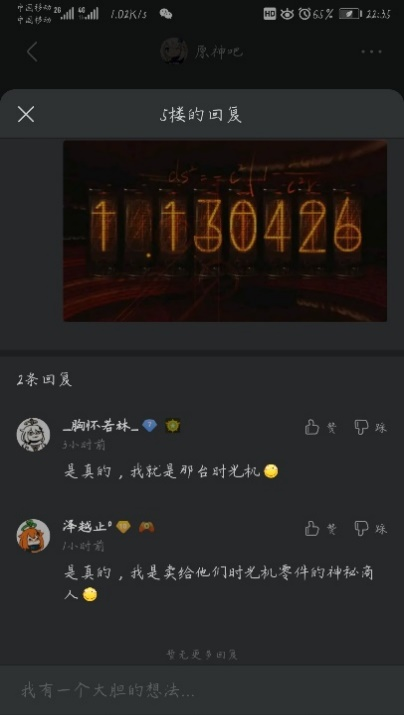 中国移动 2G 4G 1.02K/s HD 65% 22:35
中国移动
原神吧
5楼的回复
1.130426
2条回复
_胸怀若林_
赞 踩
3小时前
是真的，我就是那台时光机
泽越止°
赞 踩
1小时前
是真的，我是卖给他们时光机零件的神秘商
人
暂无更多回复
我有一个大胆的想法...